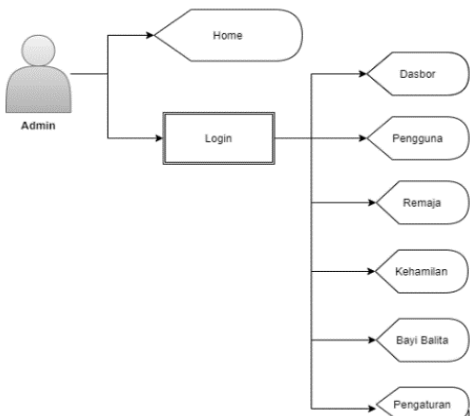 Home
Admin
Login
Dasbor
Pengguna
Remaja
Kehamilan
Bayi Balita
Pengaturan